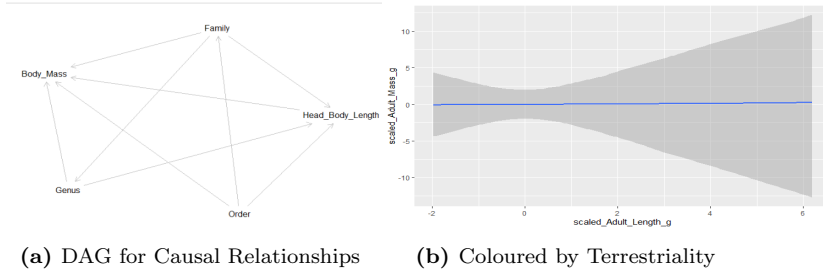 Family
Body_Mass
Head_Body_Length
Genus
Order
scaled_Adult_Mass_g
10
5
0
-5
-10
-2
0
2
4
6
scaled_Adult_Length_g
(a) DAG for Causal Relationships
(b) Coloured by Terrestriality